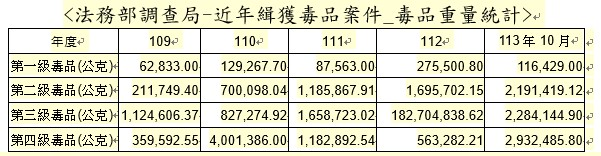 <法務部調查局-近年緝獲毒品案件_毒品重量統計>
年度 109 110 111 112 113年10月
第一級毒品(公克) 62,833.00 129,267.70 87,563.00 275,500.80 116,429.00
第二級毒品(公克) 211,749.40 700,098.04 1,185,867.91 1,695,702.15 2,191,419.12
第三級毒品(公克) 1,124,606.37 827,274.92 1,658,723.02 182,704,838.62 2,284,144.90
第四級毒品(公克) 359,592.55 4,001,386.00 1,182,892.54 563,282.21 2,932,485.80